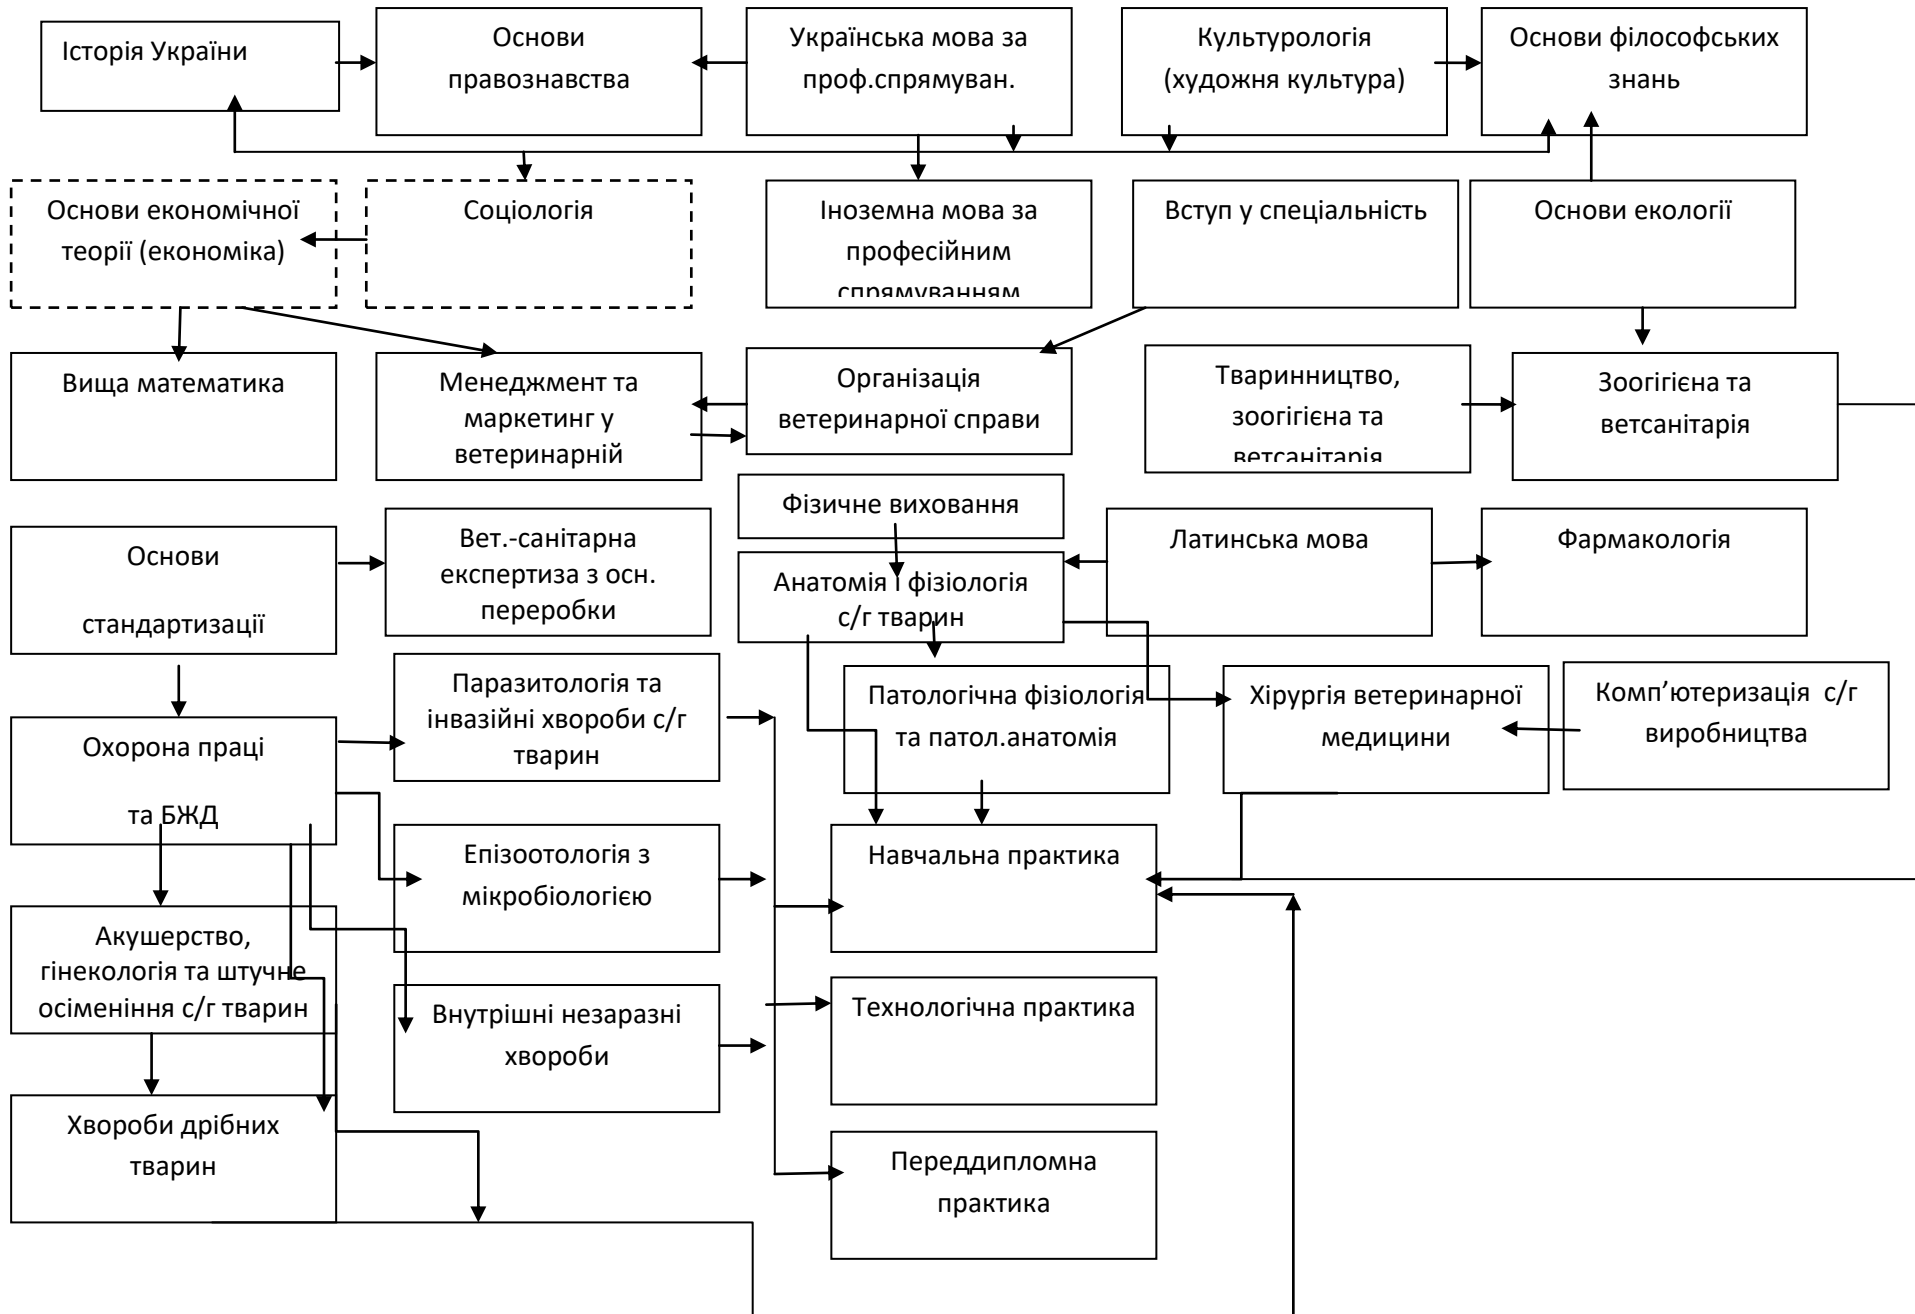 Історія України
Основи
правознавства
Українська мова за
проф.спрямуван.
Культурологія
(художня культура)
Основи філософських
знань
Основи економічної
теорії (економіка)
Соціологія
Іноземна мова за
професійним
спрямуванням
Вступ у спеціальність
Основи екології
Вища математика
Менеджмент та
маркетинг у
ветеринарній
Організація
ветеринарної справи
Тваринництво,
зоогігієна та
ветсанітарія
Зоогігієна та
ветсанітарія
Фізичне виховання
Основи
стандартизації
Вет.-санітарна
експертиза з осн.
переробки
Анатомія і фізіологія
с/г тварин
Латинська мова
Фармакологія
Охорона праці
та БЖД
Паразитологія та
інвазійні хвороби с/г
тварин
Патологічна фізіологія
та патол.анатомія
Хірургія ветеринарної
медицини
Комп’ютеризація с/г
виробництва
Епізоотологія з
мікробіологією
Навчальна практика
Акушерство,
гінекологія та штучне
осіменіння с/г тварин
Внутрішні незаразні
хвороби
Технологічна практика
Хвороби дрібних
тварин
Переддипломна
практика